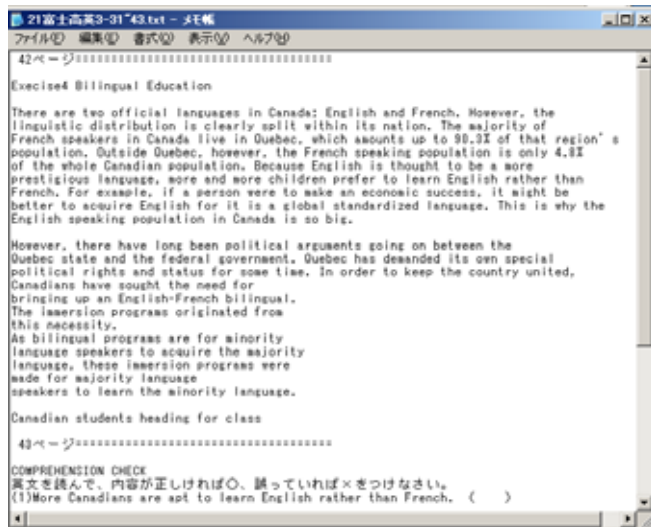 21富士高英3-31~43.txt - メモ帳
ファイル(F) 編集(E) 書式(O) 表示(V) ヘルプ(H)
42ページ===================================
Execise4 Bilingual Education
There are two official languages in Canada: English and French. However, the
linguistic distribution is clearly split within its nation. The majority of
French speakers in Canada live in Quebec, which amounts up to 90.3% of that region's
population. Outside Quebec, however, the French speaking population is only 4.8%
of the whole Canadian population. Because English is thought to be a more
prestigious language, more and more children prefer to learn English rather than
French. For example, if a person were to make an economic success, it might be
better to acquire English for it is a global standardized language. This is why the
English speaking population in Canada is so big.
However, there have long been political arguments going on between the
Quebec state and the federal government. Quebec has demanded its own special
political rights and status for some time. In order to keep the country united,
Canadians have sought the need for
bringing up an English-French bilingual.
The immersion programs originated from
this necessity.
As bilingual programs are for minority
language speakers to acquire the majority
language, these immersion programs were
made for majority language
speakers to learn the minority language.
Canadian students heading for class
43ページ===================================
COMPREHENSION CHECK
英文を読んで、内容が正しければ○、誤っていれば×をつけなさい。
(1)More Canadians are apt to learn English rather than French. (    )